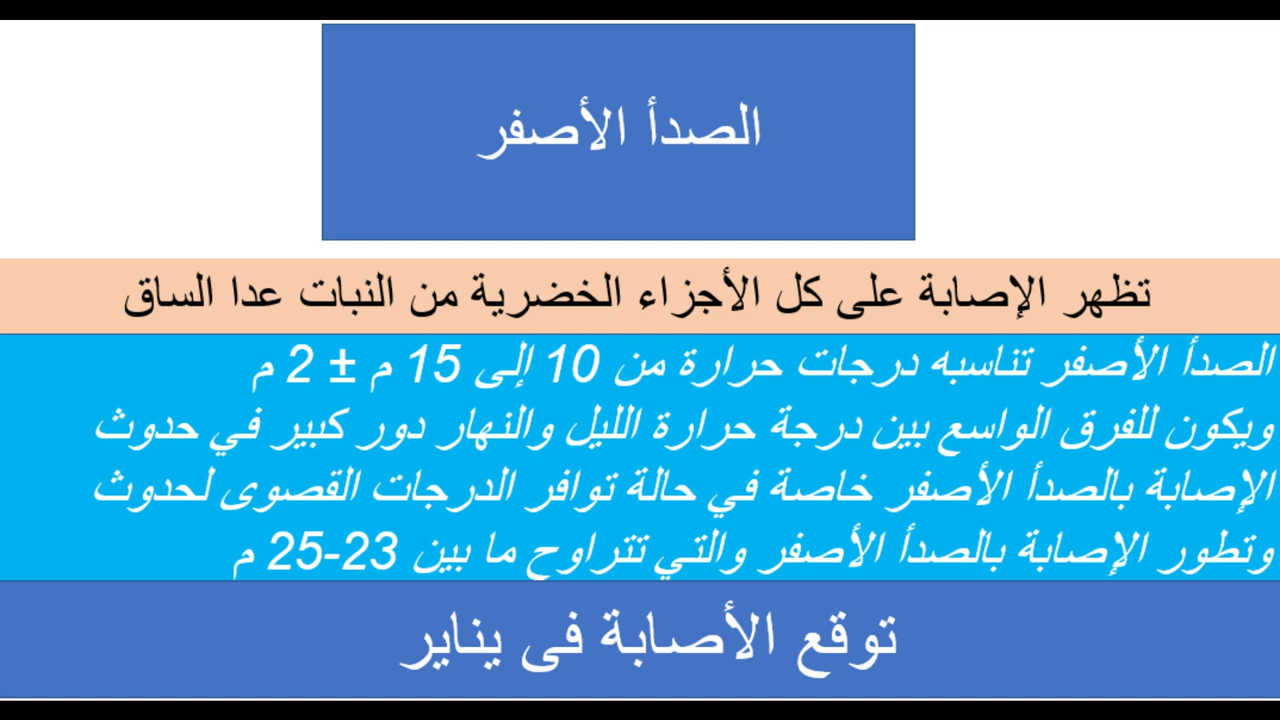 الصدأ الأصفر
تظهر الإصابة على كل الأجزاء الخضرية من النبات عدا الساق
الصدأ الأصفر تناسبه درجات حرارة من 10 إلى 15 م ± 2 م
ويكون للفرق الواسع بين درجة حرارة الليل والنهار دور كبير في حدوث
الإصابة بالصدأ الأصفر خاصة في حالة توافر الدرجات القصوى لحدوث
وتطور الإصابة بالصدأ الأصفر والتي تتراوح ما بين 23-25 م
توقع الأصابة فى يناير